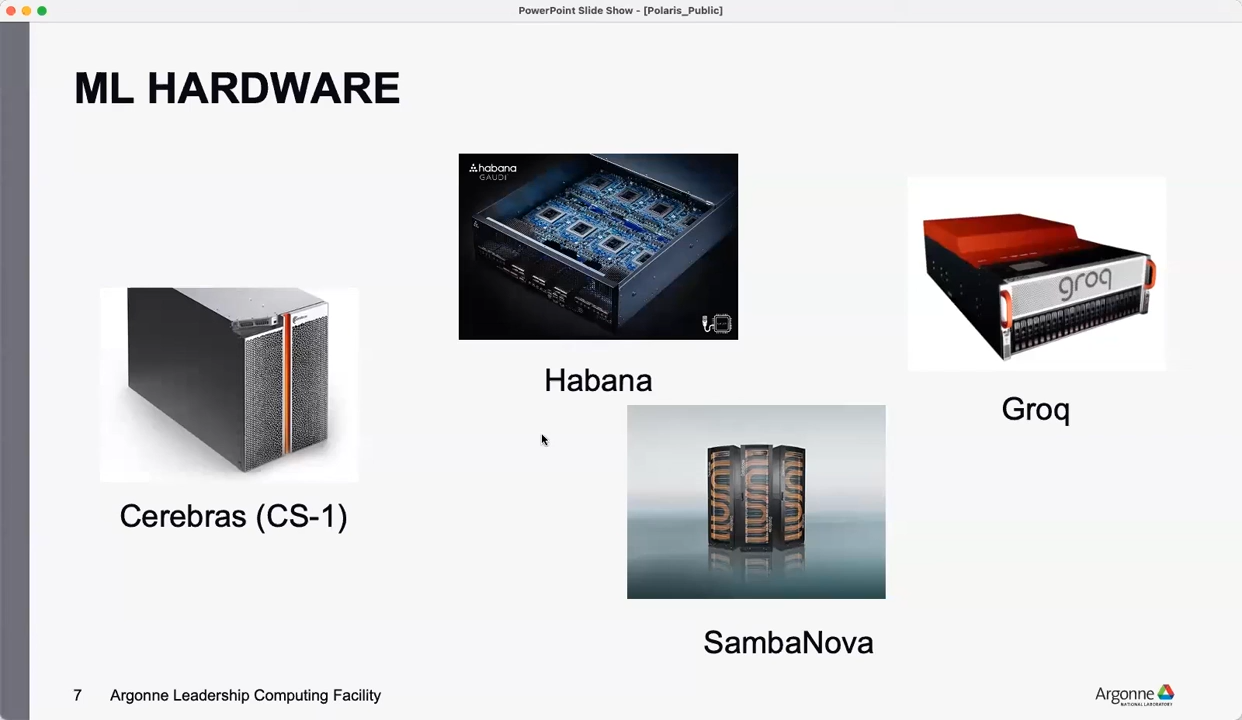 PowerPoint Slide Show - [Polaris_Public]
ML HARDWARE
habana
GAUDI
groq
Habana
Groq
Cerebras (CS-1)
SambaNova
7 Argonne Leadership Computing Facility
Argonne
NATIONAL LABORATORY